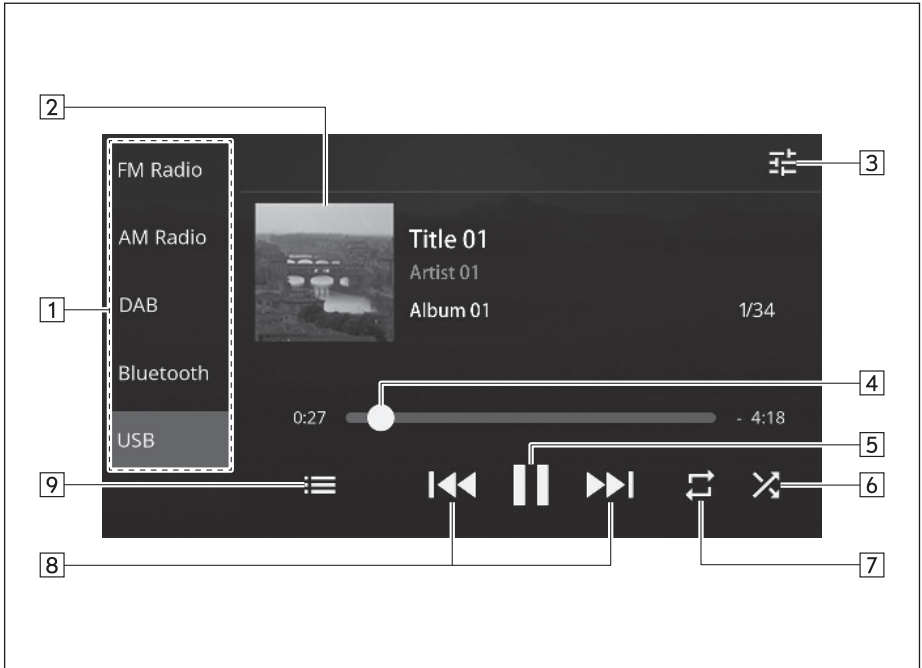 2
FM Radio
3
AM Radio
Title 01
Artist 01
1
DAB
Album 01
1/34
Bluetooth
4
0:27
- 4:18
USB
5
9
6
8
7